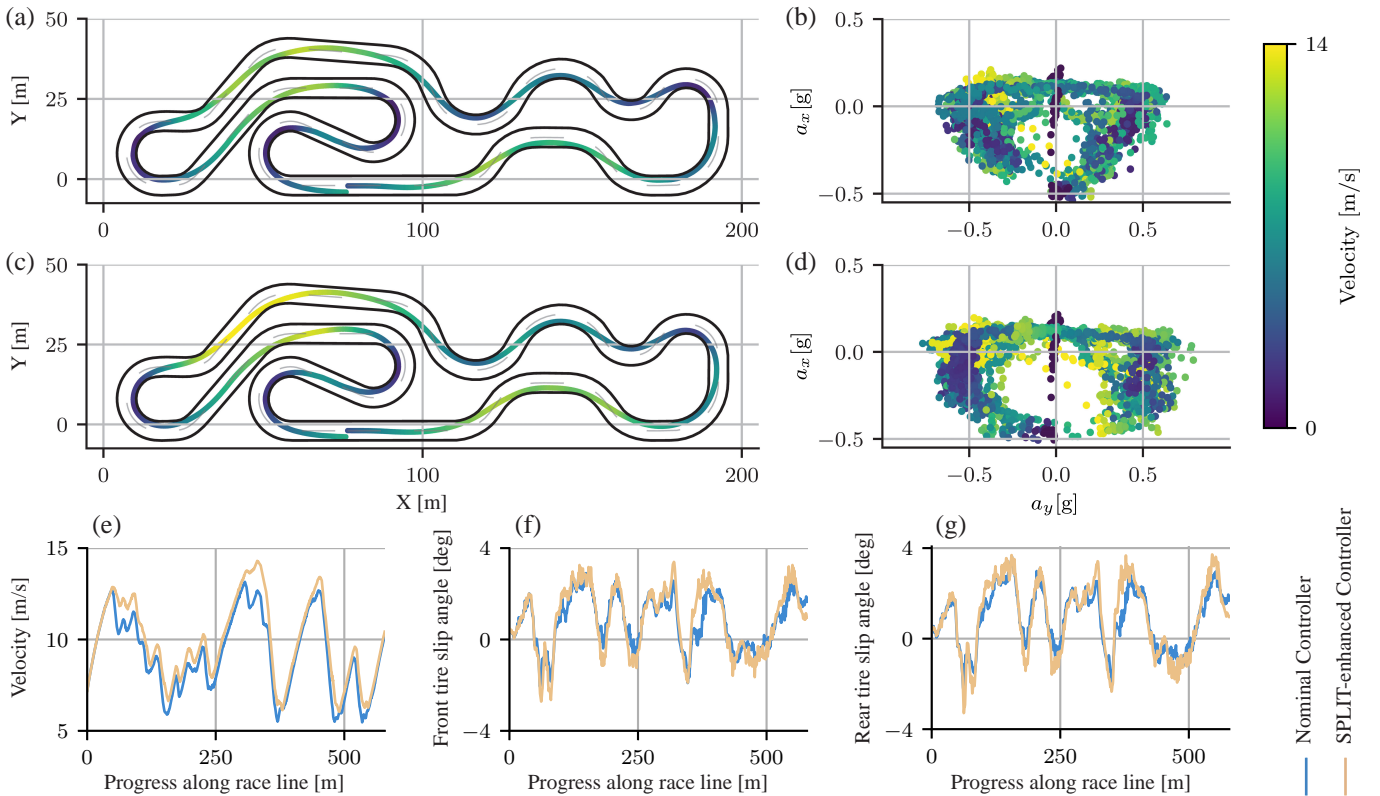 (a)
50
25
0
Y [m]
0
100
200
(b)
0.5
0.0
−0.5
a_x [g]
−0.5
0.0
0.5
14
0
Velocity [m/s]
(c)
50
25
0
Y [m]
0
100
200
X [m]
(d)
0.5
0.0
−0.5
a_x [g]
−0.5
0.0
0.5
a_y [g]
(e)
15
10
5
Velocity [m/s]
0
250
500
Progress along race line [m]
(f)
4
0
−4
Front tire slip angle [deg]
0
250
500
Progress along race line [m]
(g)
4
0
−4
Rear tire slip angle [deg]
0
250
500
Progress along race line [m]
Nominal Controller
SPLIT-enhanced Controller